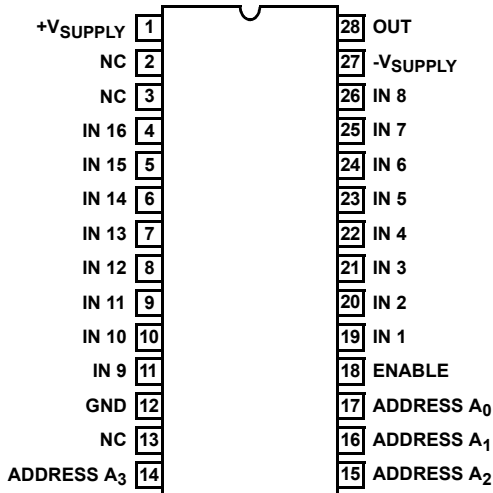 +VSUPPLY 1 28 OUT
NC 2 27 -VSUPPLY
NC 3 26 IN 8
IN 16 4 25 IN 7
IN 15 5 24 IN 6
IN 14 6 23 IN 5
IN 13 7 22 IN 4
IN 12 8 21 IN 3
IN 11 9 20 IN 2
IN 10 10 19 IN 1
IN 9 11 18 ENABLE
GND 12 17 ADDRESS A0
NC 13 16 ADDRESS A1
ADDRESS A3 14 15 ADDRESS A2